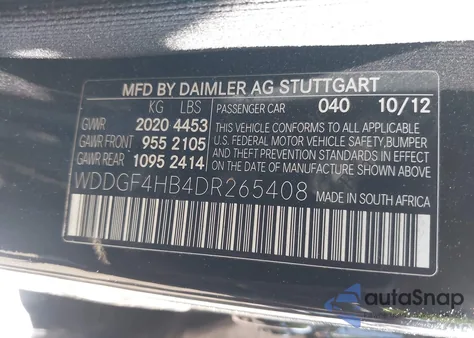 MFD BY DAIMLER AG STUTTGART
KG LBS PASSENGER CAR 040 10/12
GVWR 2020 4453 THIS VEHICLE CONFORMS TO ALL APPLICABLE
GAWR FRONT 955 2105 U.S. FEDERAL MOTOR VEHICLE SAFETY, BUMPER
AND THEFT PREVENTION STANDARDS IN EFFECT ON THE
GAWR REAR 1095 2414 DATE OF MANUFACTURE SHOWN ABOVE.
WDDGF4HB4DR265408 MADE IN SOUTH AFRICA
autoSnap